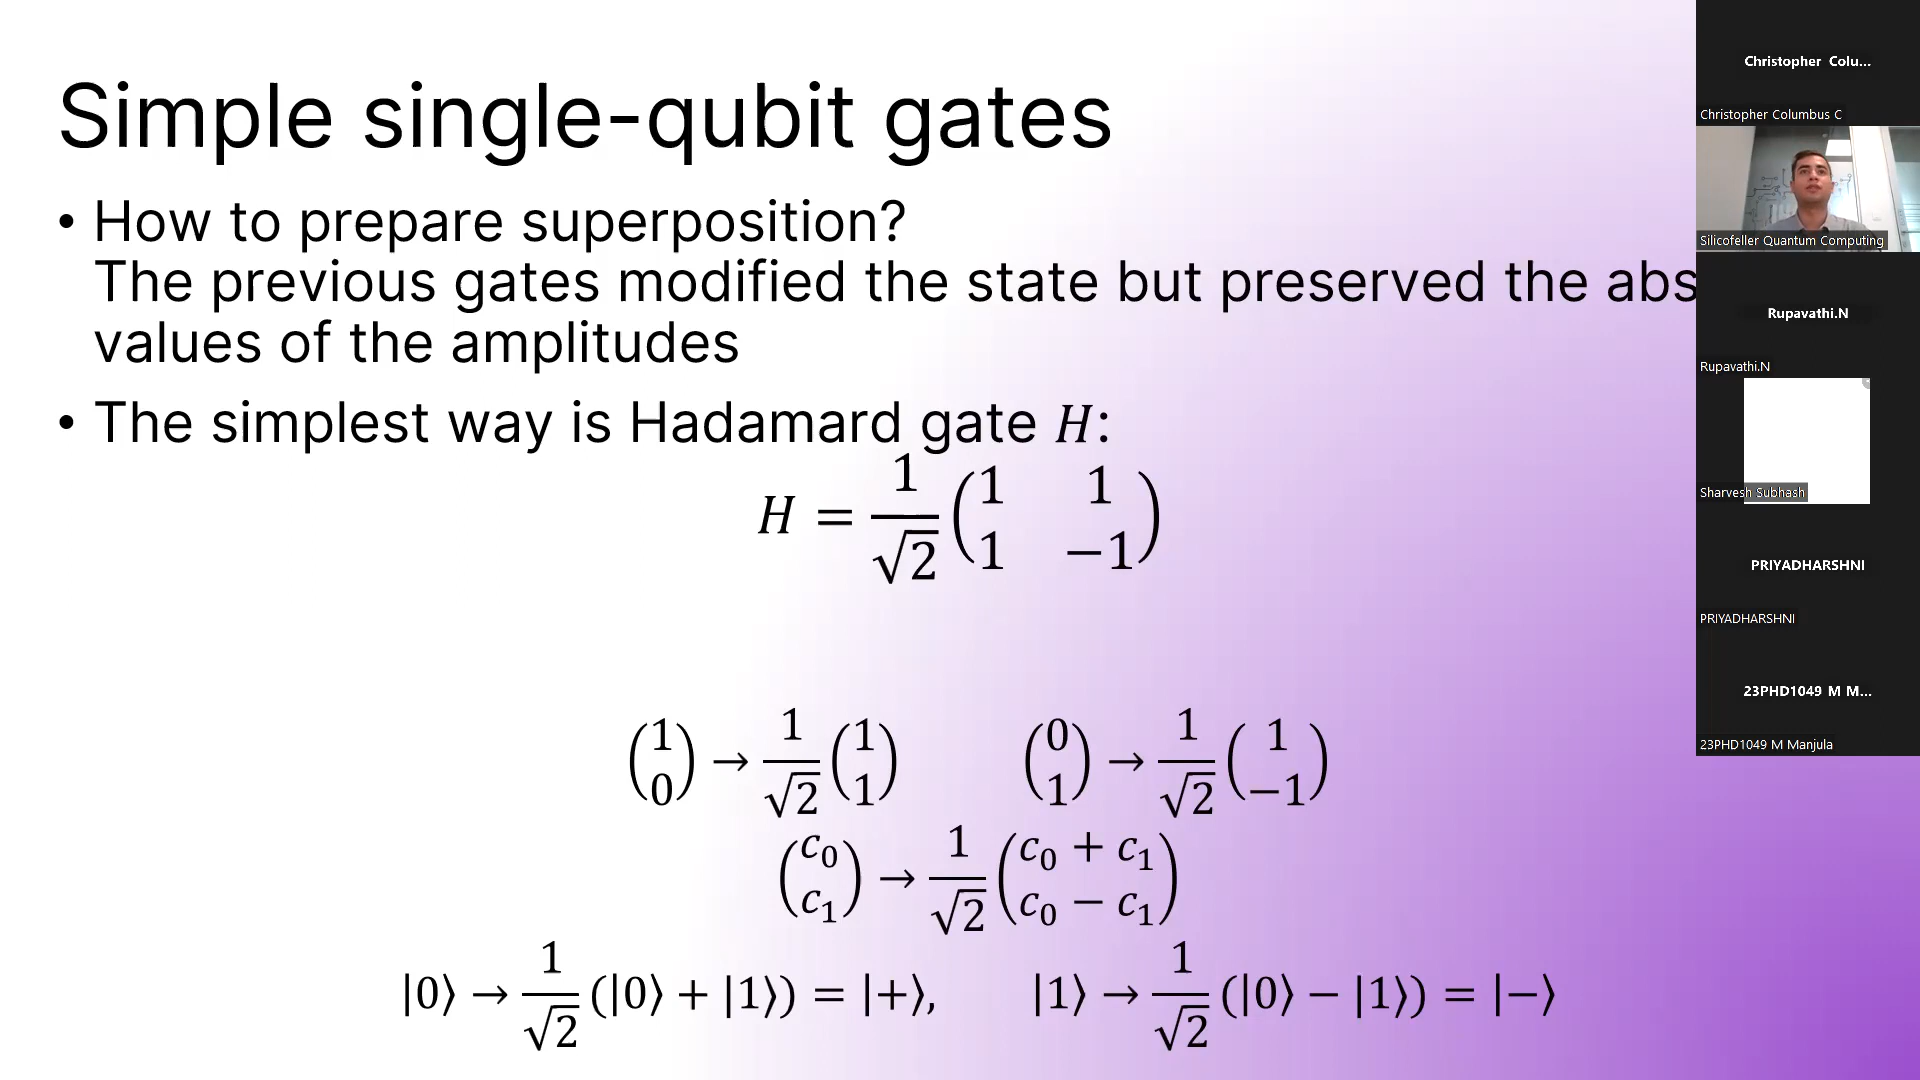 Simple single-qubit gates
• How to prepare superposition?
The previous gates modified the state but preserved the abs
values of the amplitudes
• The simplest way is Hadamard gate H:
H = 1/√2 (1 1; 1 −1)
(1; 0) → 1/√2 (1; 1) (0; 1) → 1/√2 (1; −1)
(c₀; c₁) → 1/√2 (c₀ + c₁; c₀ − c₁)
|0⟩ → 1/√2 (|0⟩ + |1⟩) = |+⟩, |1⟩ → 1/√2 (|0⟩ − |1⟩) = |−⟩
Christopher Colu...
Christopher Columbus C
Silicofeller Quantum Computing
Rupavathi.N
Rupavathi.N
Sharvesh Subhash
PRIYADHARSHNI
PRIYADHARSHNI
23PHD1049 M M...
23PHD1049 M Manjula